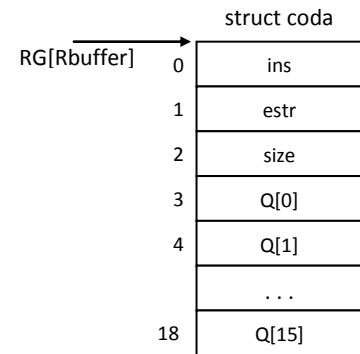 struct coda
RG[Rbuffer]
0 ins
1 estr
2 size
3 Q[0]
4 Q[1]
. . .
18 Q[15]